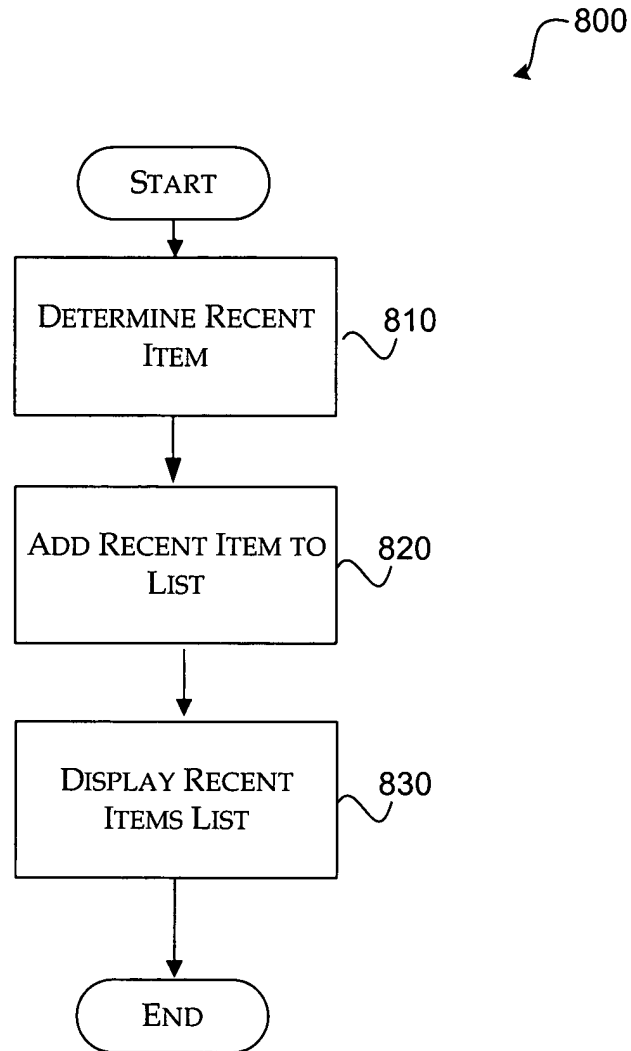 800
START
DETERMINE RECENT
ITEM
810
ADD RECENT ITEM TO
LIST
820
DISPLAY RECENT
ITEMS LIST
830
END